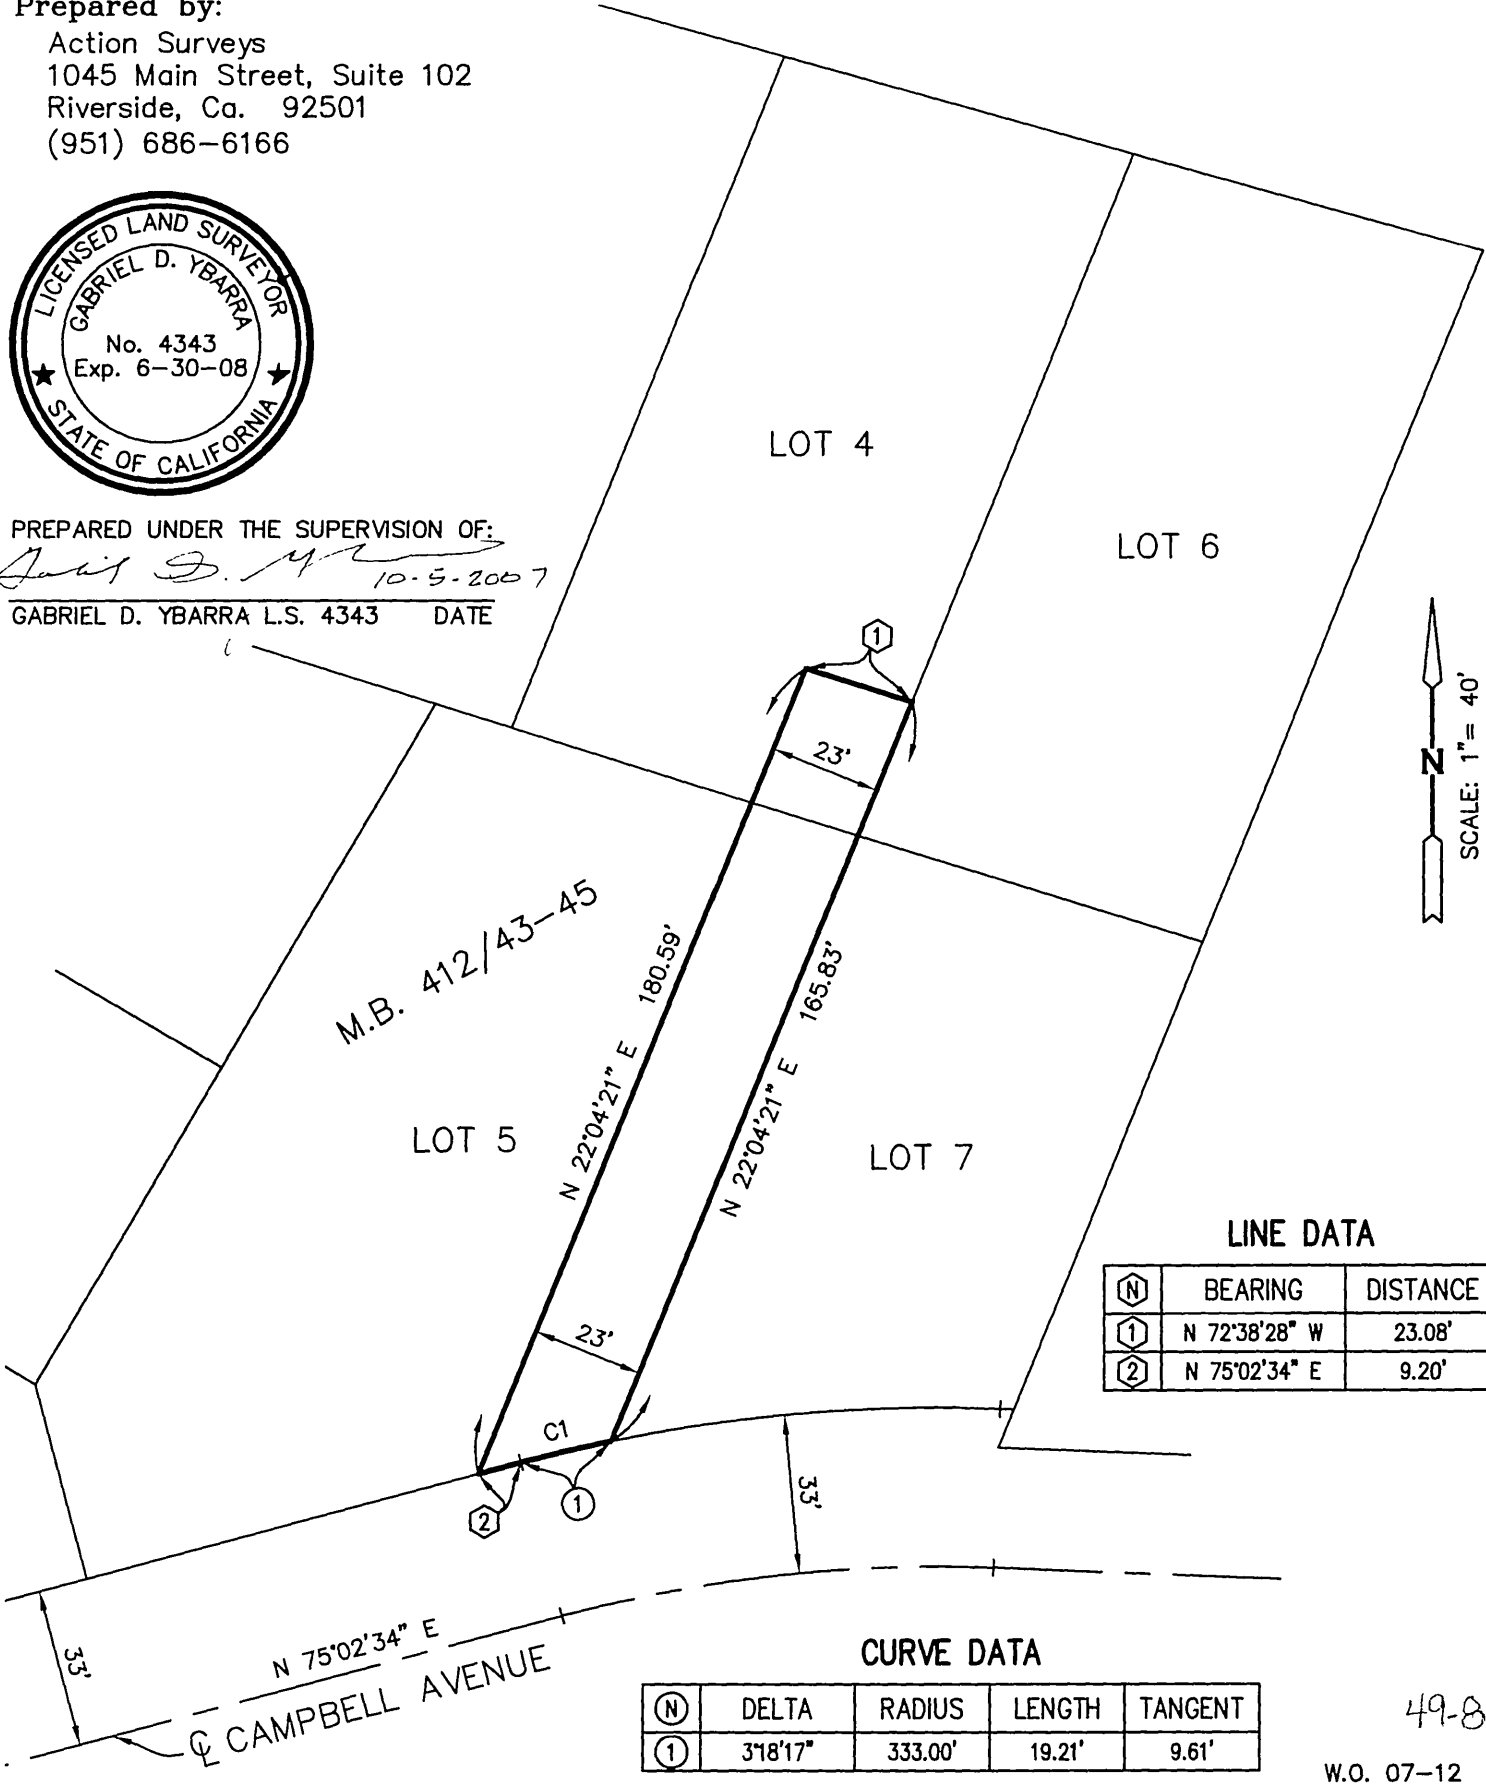 Prepared by:
Action Surveys
1045 Main Street, Suite 102
Riverside, Ca. 92501
(951) 686-6166
LICENSED LAND SURVEYOR
GABRIEL D. YBARRA
No. 4343
Exp. 6-30-08
STATE OF CALIFORNIA
PREPARED UNDER THE SUPERVISION OF:
10-5-2007
GABRIEL D. YBARRA L.S. 4343 DATE
LOT 4
LOT 6
1
23'
N
SCALE: 1"= 40'
M.B. 412/43-45
180.59'
N 22°04'21" E
165.83'
N 22°04'21" E
LOT 5
LOT 7
23'
C1
2
1
33'
33'
N 75°02'34" E
℄ CAMPBELL AVENUE
LINE DATA
N BEARING DISTANCE
1 N 72°38'28" W 23.08'
2 N 75°02'34" E 9.20'
CURVE DATA
N DELTA RADIUS LENGTH TANGENT
1 3°18'17" 333.00' 19.21' 9.61'
49-8
W.O. 07-12